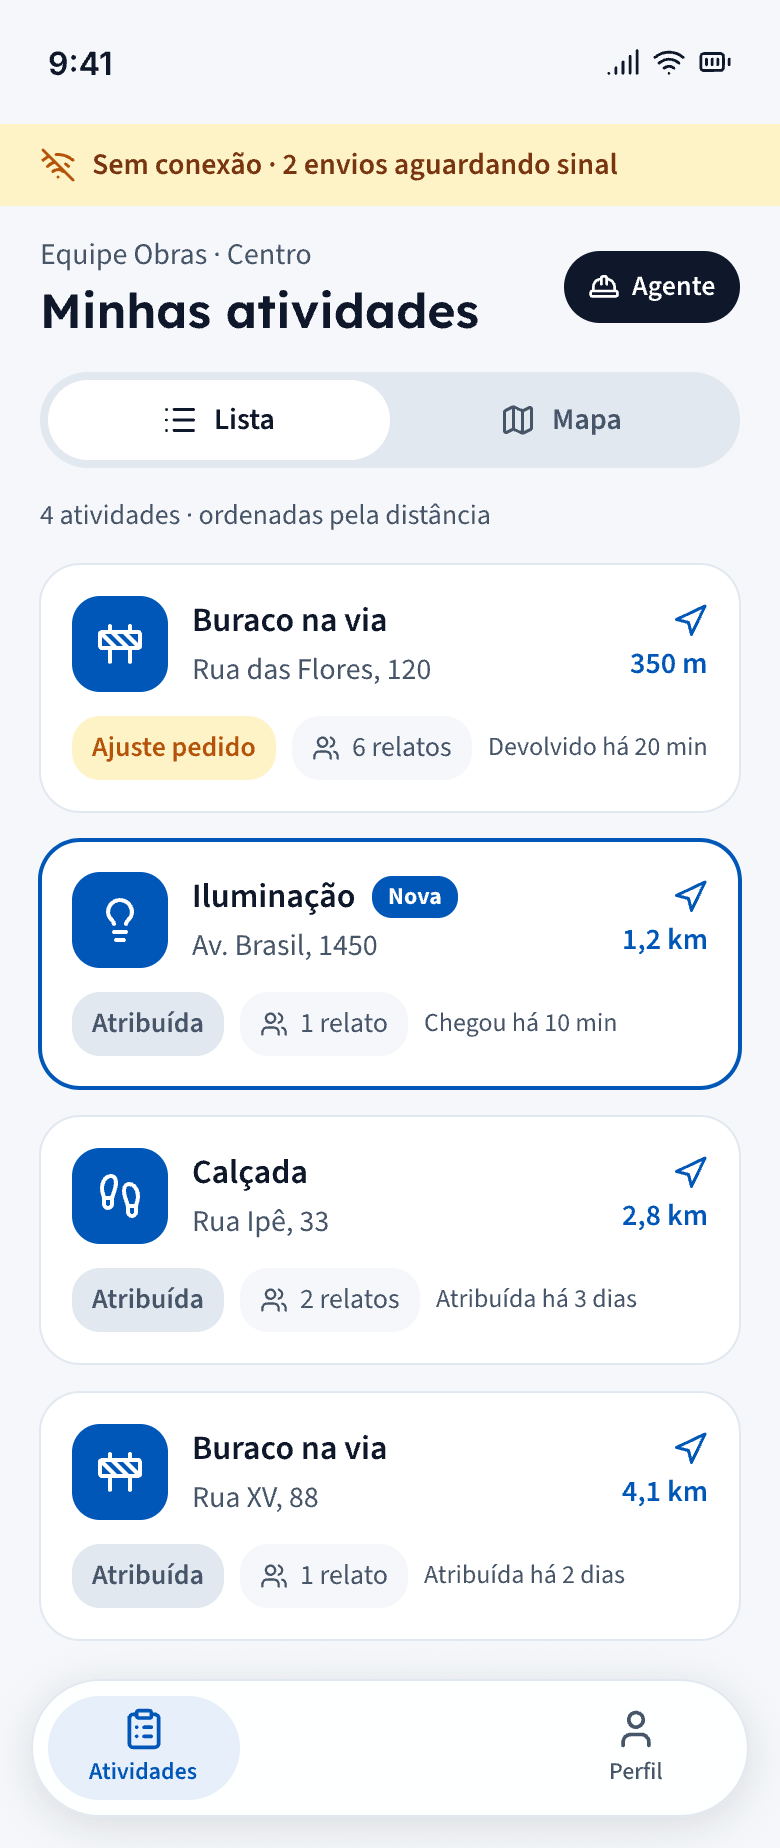 9:41
Sem conexão · 2 envios aguardando sinal
Equipe Obras · Centro
Minhas atividades
Agente
Lista
Mapa
4 atividades · ordenadas pela distância
Buraco na via
Rua das Flores, 120
350 m
Ajuste pedido
6 relatos
Devolvido há 20 min
Iluminação
Nova
Av. Brasil, 1450
1,2 km
Atribuída
1 relato
Chegou há 10 min
Calçada
Rua Ipê, 33
2,8 km
Atribuída
2 relatos
Atribuída há 3 dias
Buraco na via
Rua XV, 88
4,1 km
Atribuída
1 relato
Atribuída há 2 dias
Atividades
Perfil